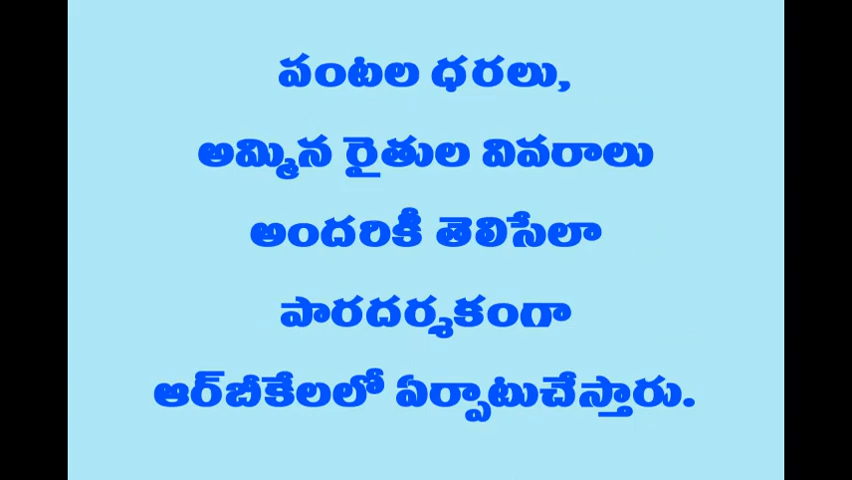 పంటల ధరలు,
అమ్మిన రైతుల వివరాలు
అందరికీ తెలిసేలా
పారదర్శకంగా
ఆర్‌బీకేలలో ఏర్పాటుచేస్తారు.